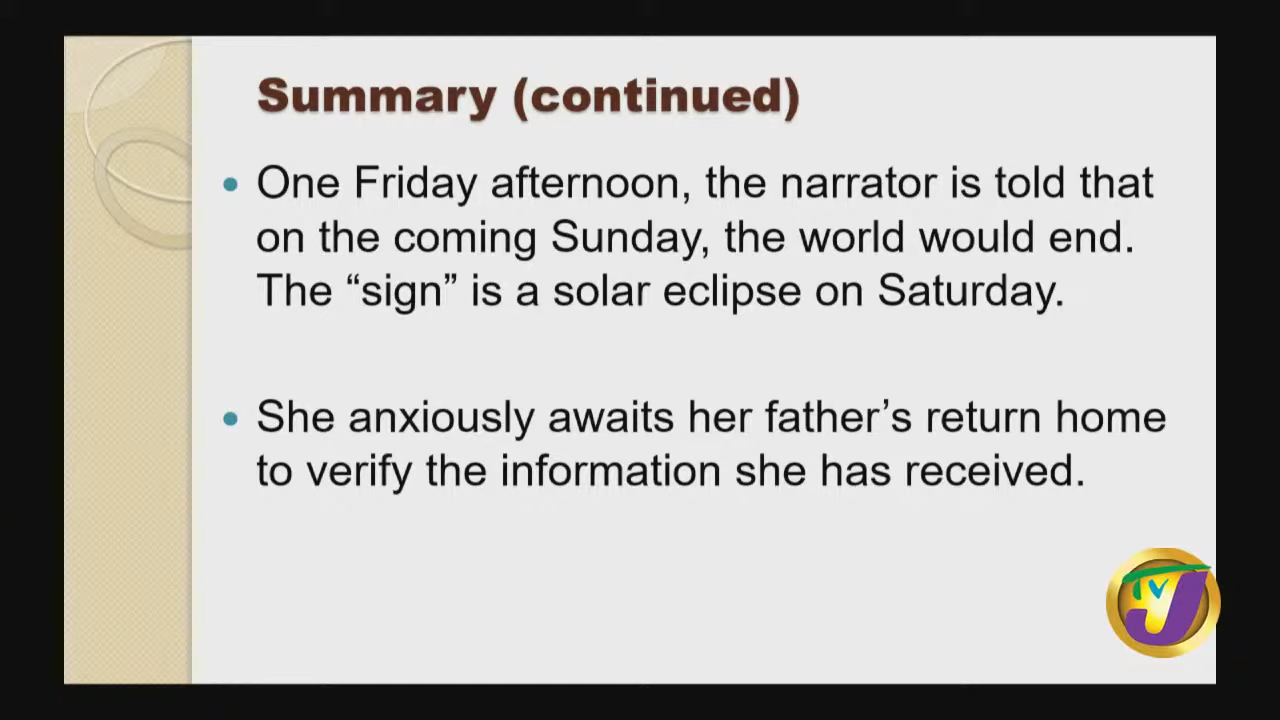 Summary (continued)
• One Friday afternoon, the narrator is told that
on the coming Sunday, the world would end.
The “sign” is a solar eclipse on Saturday.
• She anxiously awaits her father’s return home
to verify the information she has received.
TVJ